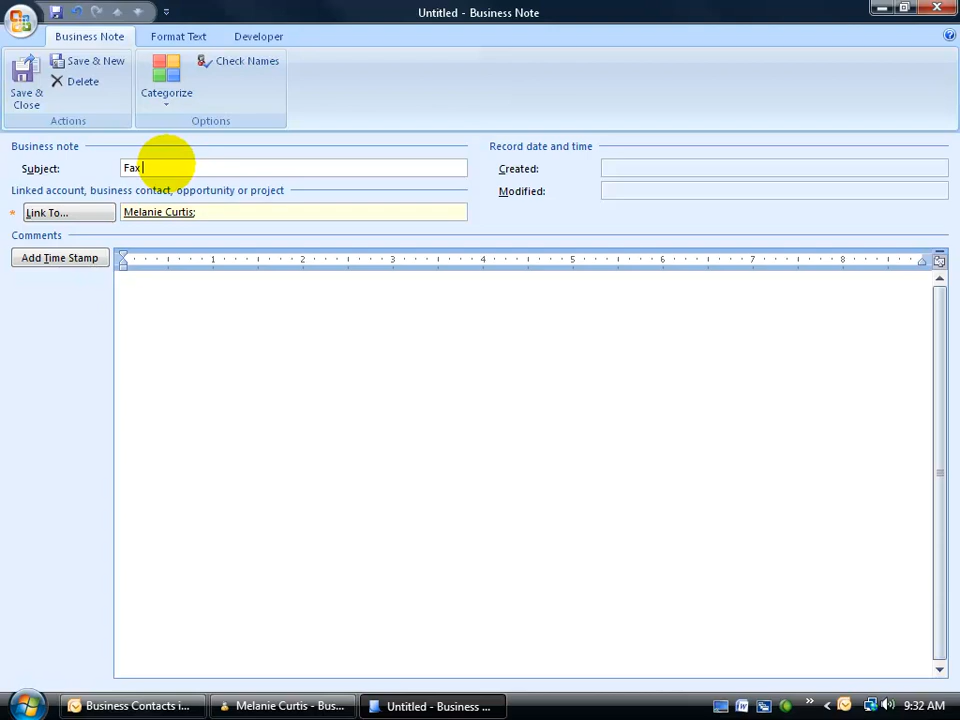 Untitled - Business Note
Business Note Format Text Developer
Save & Close
Save & New
Delete
Categorize
Check Names
Actions Options
Business note
Record date and time
Subject: Fax
Created:
Linked account, business contact, opportunity or project
Modified:
* Link To... Melanie Curtis;
Comments
Add Time Stamp
1 2 3 4 5 6 7 8
Business Contacts i...
Melanie Curtis - Bus...
Untitled - Business ...
9:32 AM